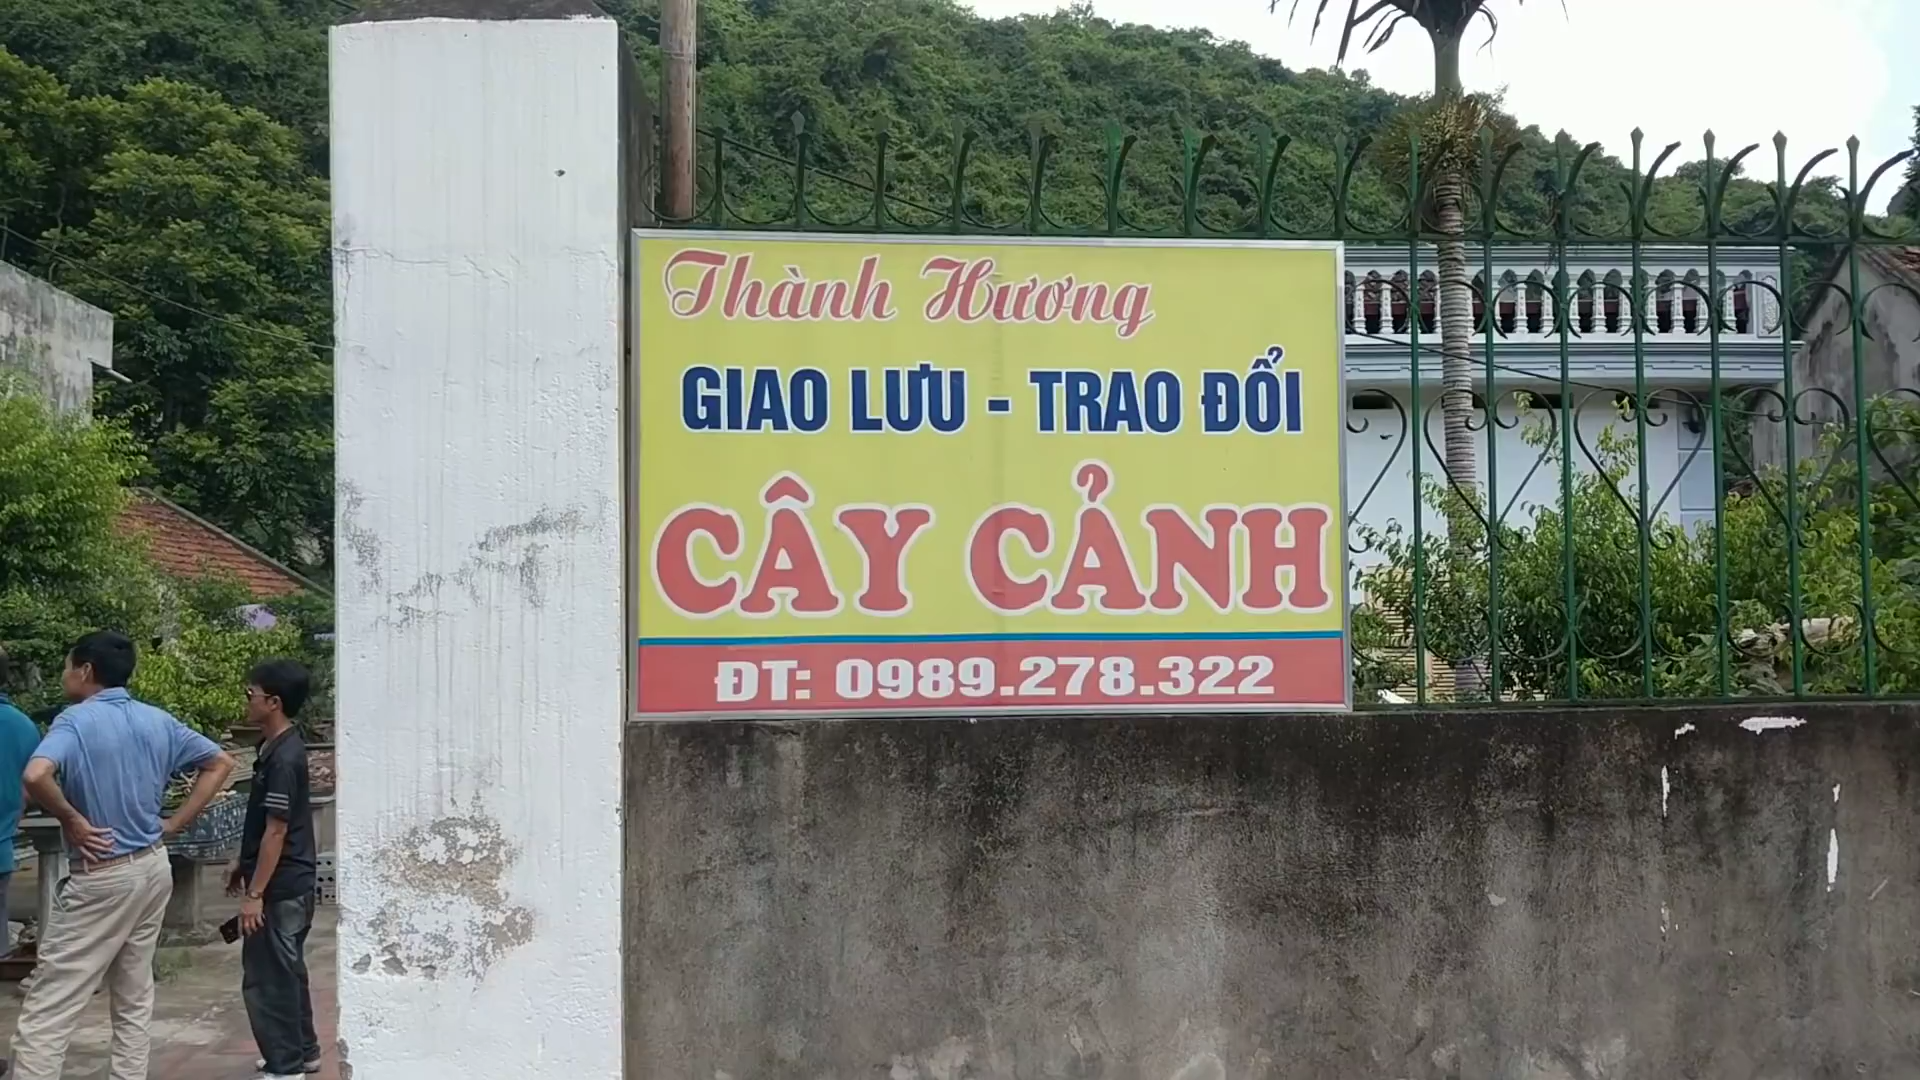 Thành Hương
GIAO LƯU - TRAO ĐỔI
CÂY CẢNH
ĐT: 0989.278.322